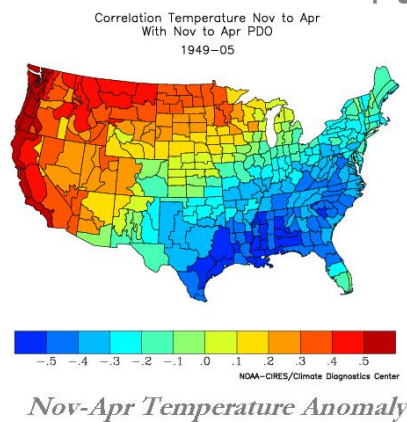 Correlation Temperature Nov to Apr
With Nov to Apr PDO
1949-05
-.5 -.4 -.3 -.2 -.1 .0 .1 .2 .3 .4 .5
NOAA-CIRES/Climate Diagnostics Center
Nov-Apr Temperature Anomaly